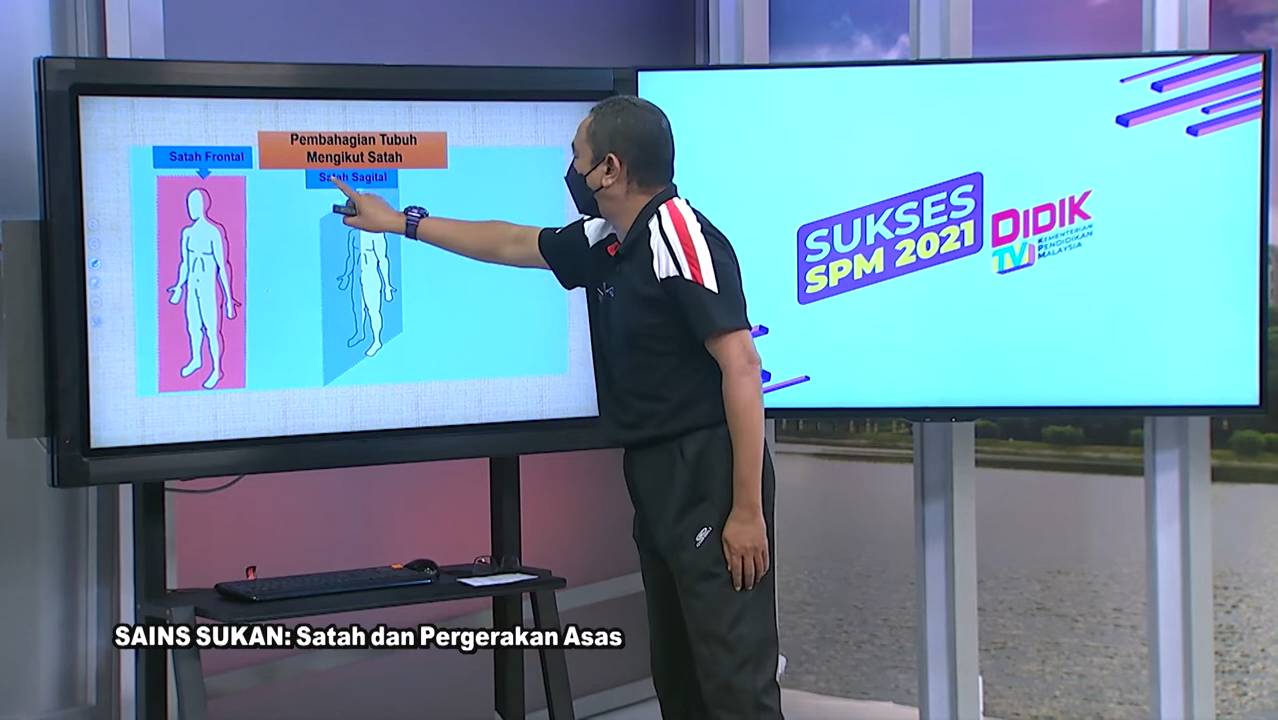 Pembahagian Tubuh
Mengikut Satah
Satah Frontal
Satah Sagital
SUKSES
SPM 2021
DIDIK
TV
KEMENTERIAN
PENDIDIKAN
MALAYSIA
SAINS SUKAN: Satah dan Pergerakan Asas